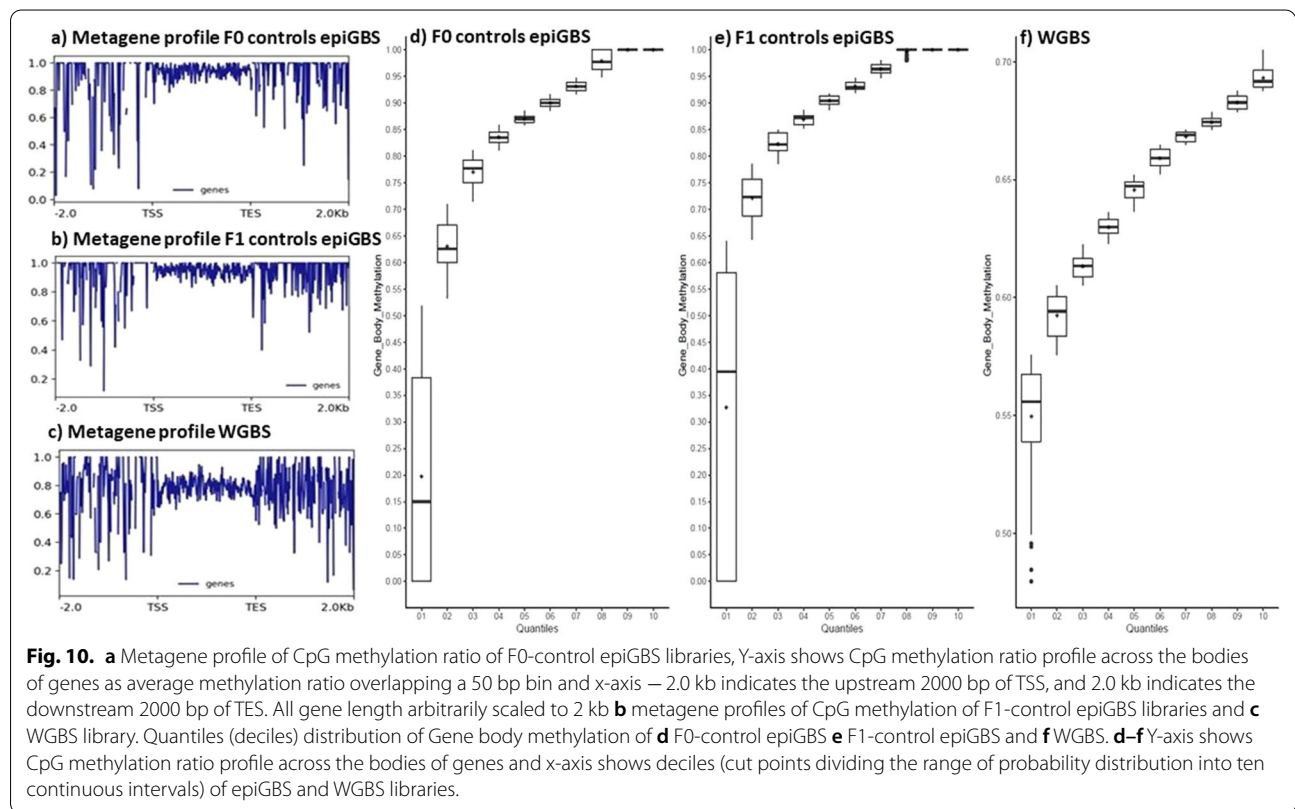 a) Metagene profile F0 controls epiGBS
1.0
0.8
0.6
0.4
0.2
0.0
genes
-2.0 TSS TES 2.0Kb
b) Metagene profile F1 controls epiGBS
1.0
0.8
0.6
0.4
0.2
genes
-2.0 TSS TES 2.0Kb
c) Metagene profile WGBS
1.0
0.8
0.6
0.4
0.2
genes
-2.0 TSS TES 2.0Kb
d) F0 controls epiGBS
Gene_Body_Methylation
1.00
0.95
0.90
0.85
0.80
0.75
0.70
0.65
0.60
0.55
0.50
0.45
0.40
0.35
0.30
0.25
0.20
0.15
0.10
0.05
0.00
01 02 03 04 05 06 07 08 09 10
Quantiles
e) F1 controls epiGBS
Gene_Body_Methylation
1.00
0.95
0.90
0.85
0.80
0.75
0.70
0.65
0.60
0.55
0.50
0.45
0.40
0.35
0.30
0.25
0.20
0.15
0.10
0.05
0.00
01 02 03 04 05 06 07 08 09 10
Quantiles
f) WGBS
Gene_Body_Methylation
0.70
0.65
0.60
0.55
0.50
01 02 03 04 05 06 07 08 09 10
Quantiles
Fig. 10. a Metagene profile of CpG methylation ratio of F0-control epiGBS libraries, Y-axis shows CpG methylation ratio profile across the bodies
of genes as average methylation ratio overlapping a 50 bp bin and x-axis − 2.0 kb indicates the upstream 2000 bp of TSS, and 2.0 kb indicates the
downstream 2000 bp of TES. All gene length arbitrarily scaled to 2 kb b metagene profiles of CpG methylation of F1-control epiGBS libraries and c
WGBS library. Quantiles (deciles) distribution of Gene body methylation of d F0-control epiGBS e F1-control epiGBS and f WGBS. d–f Y-axis shows
CpG methylation ratio profile across the bodies of genes and x-axis shows deciles (cut points dividing the range of probability distribution into ten
continuous intervals) of epiGBS and WGBS libraries.